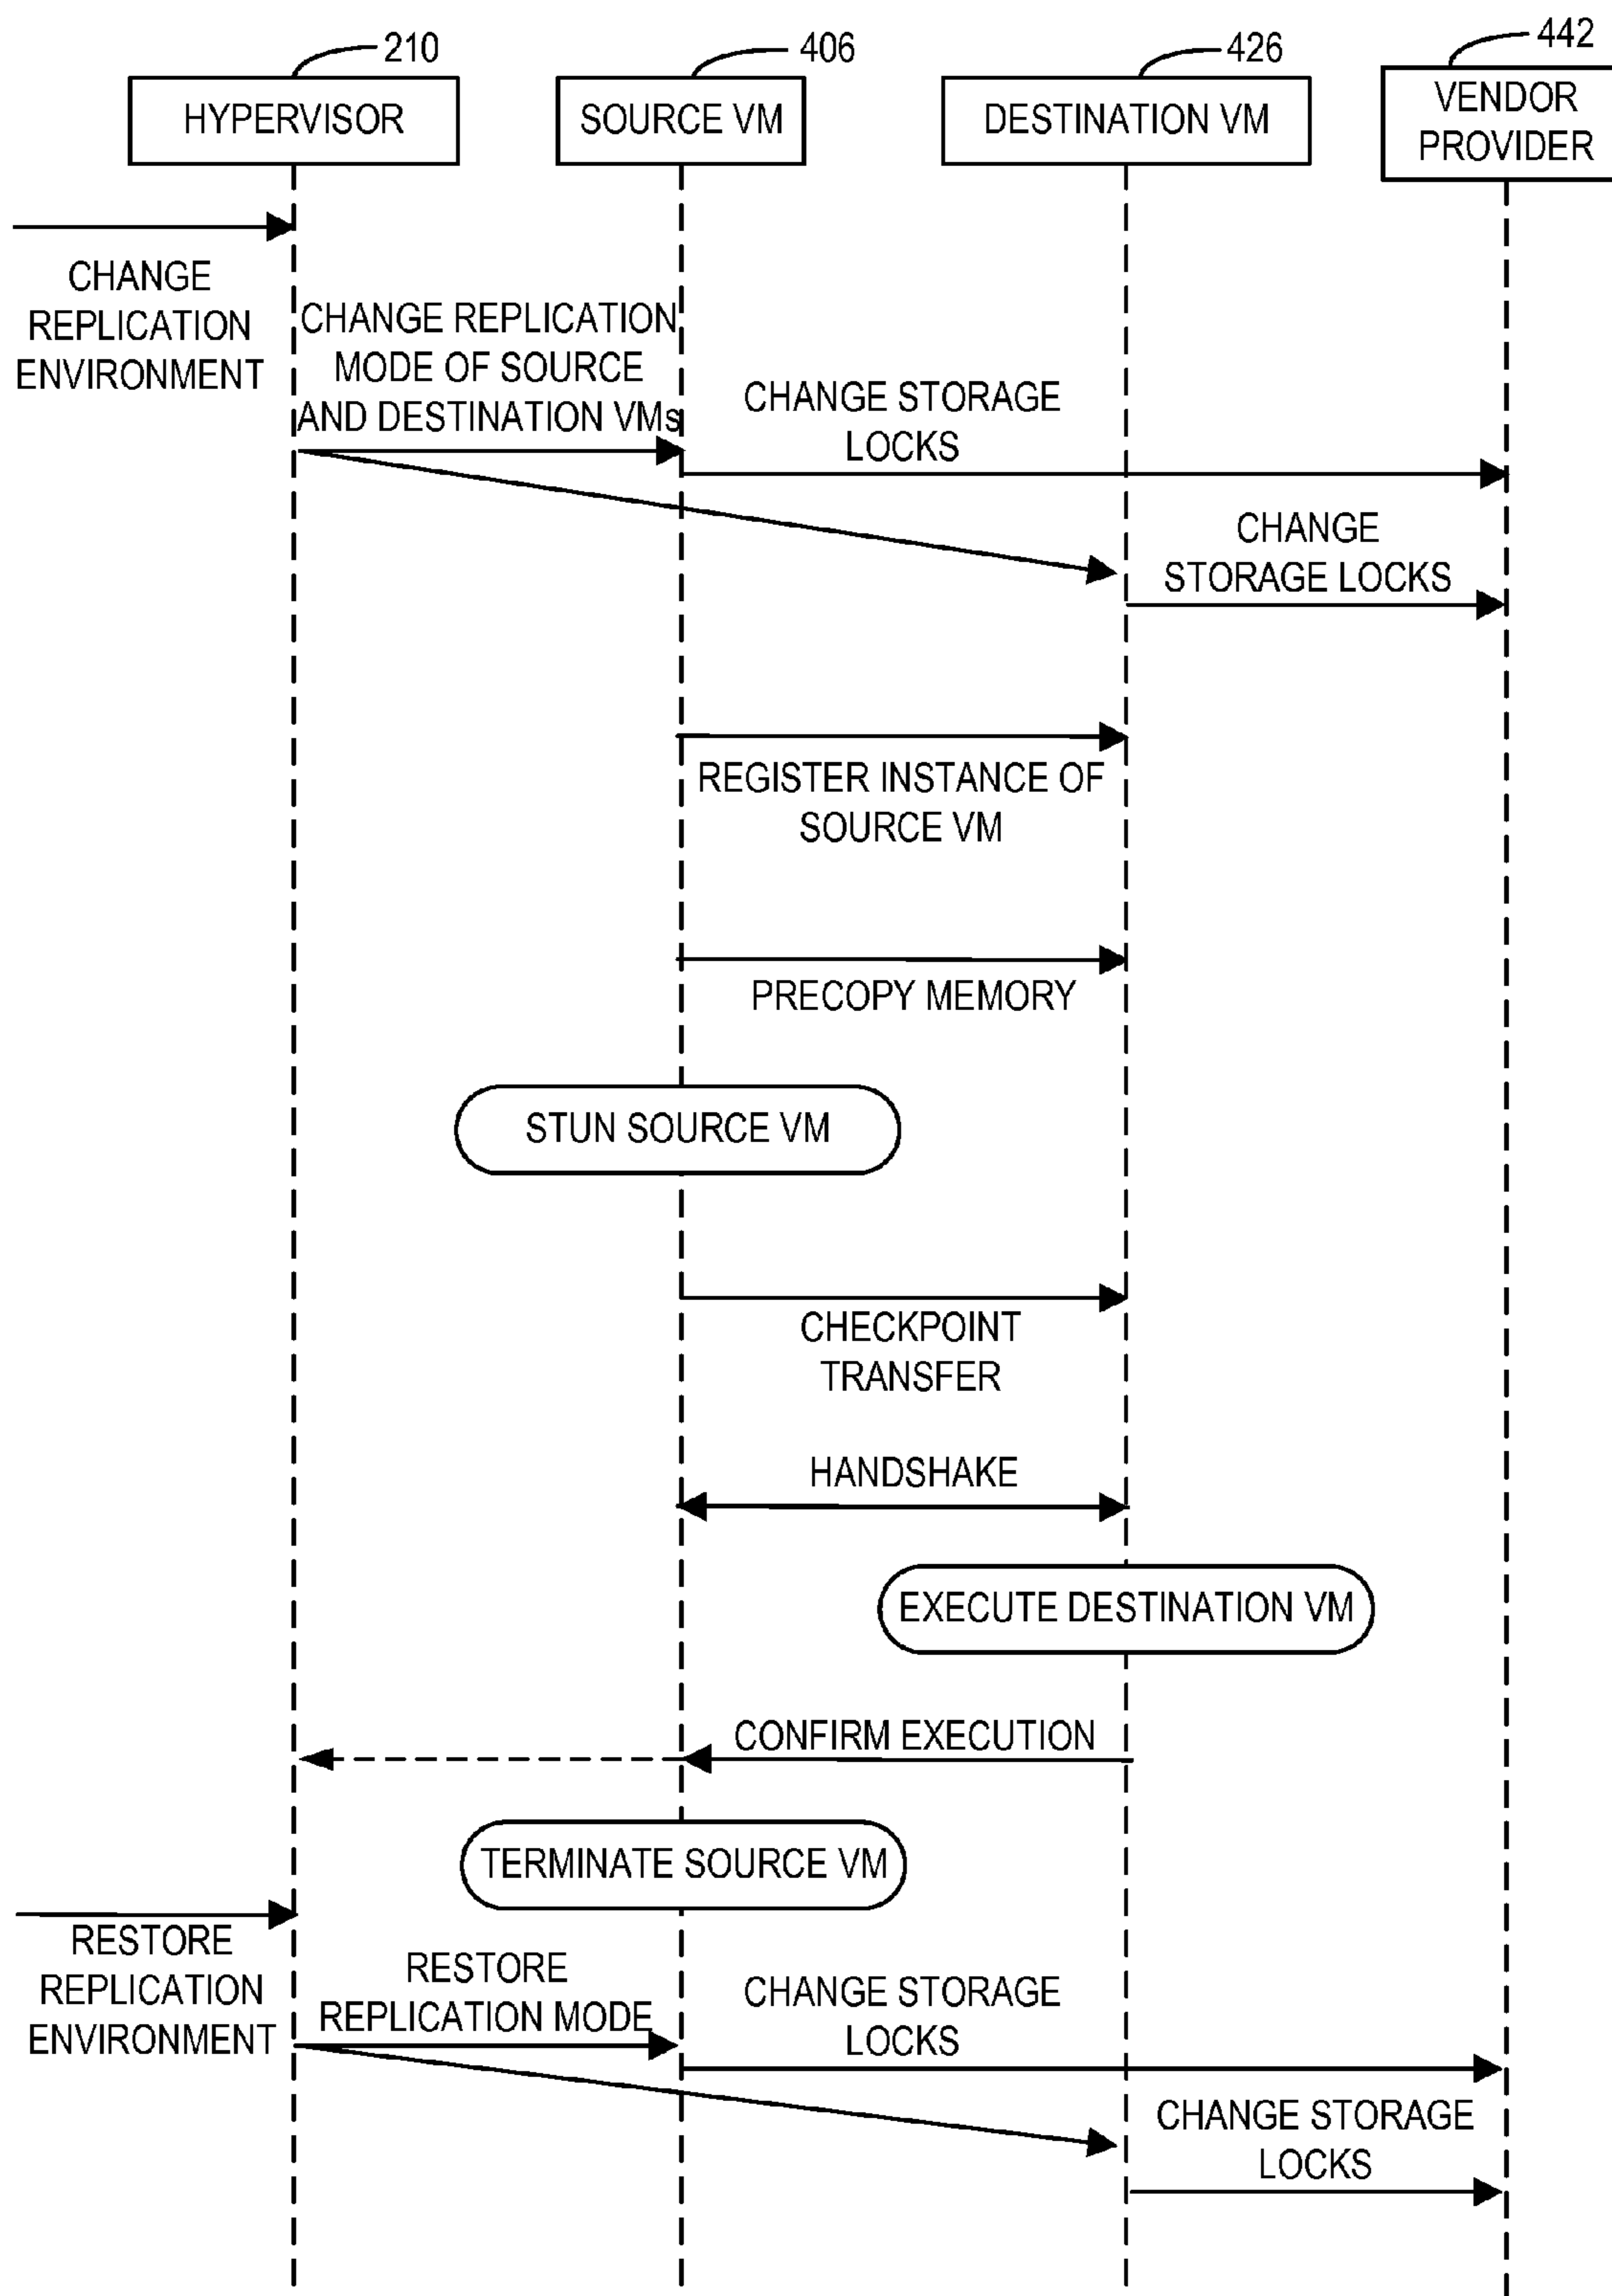 210
406
426
442
HYPERVISOR
SOURCE VM
DESTINATION VM
VENDOR
PROVIDER
CHANGE
REPLICATION
ENVIRONMENT
CHANGE REPLICATION
MODE OF SOURCE
AND DESTINATION VMs
CHANGE STORAGE
LOCKS
CHANGE
STORAGE LOCKS
REGISTER INSTANCE OF
SOURCE VM
PRECOPY MEMORY
STUN SOURCE VM
CHECKPOINT
TRANSFER
HANDSHAKE
EXECUTE DESTINATION VM
CONFIRM EXECUTION
TERMINATE SOURCE VM
RESTORE
REPLICATION
ENVIRONMENT
RESTORE
REPLICATION MODE
CHANGE STORAGE
LOCKS
CHANGE STORAGE
LOCKS